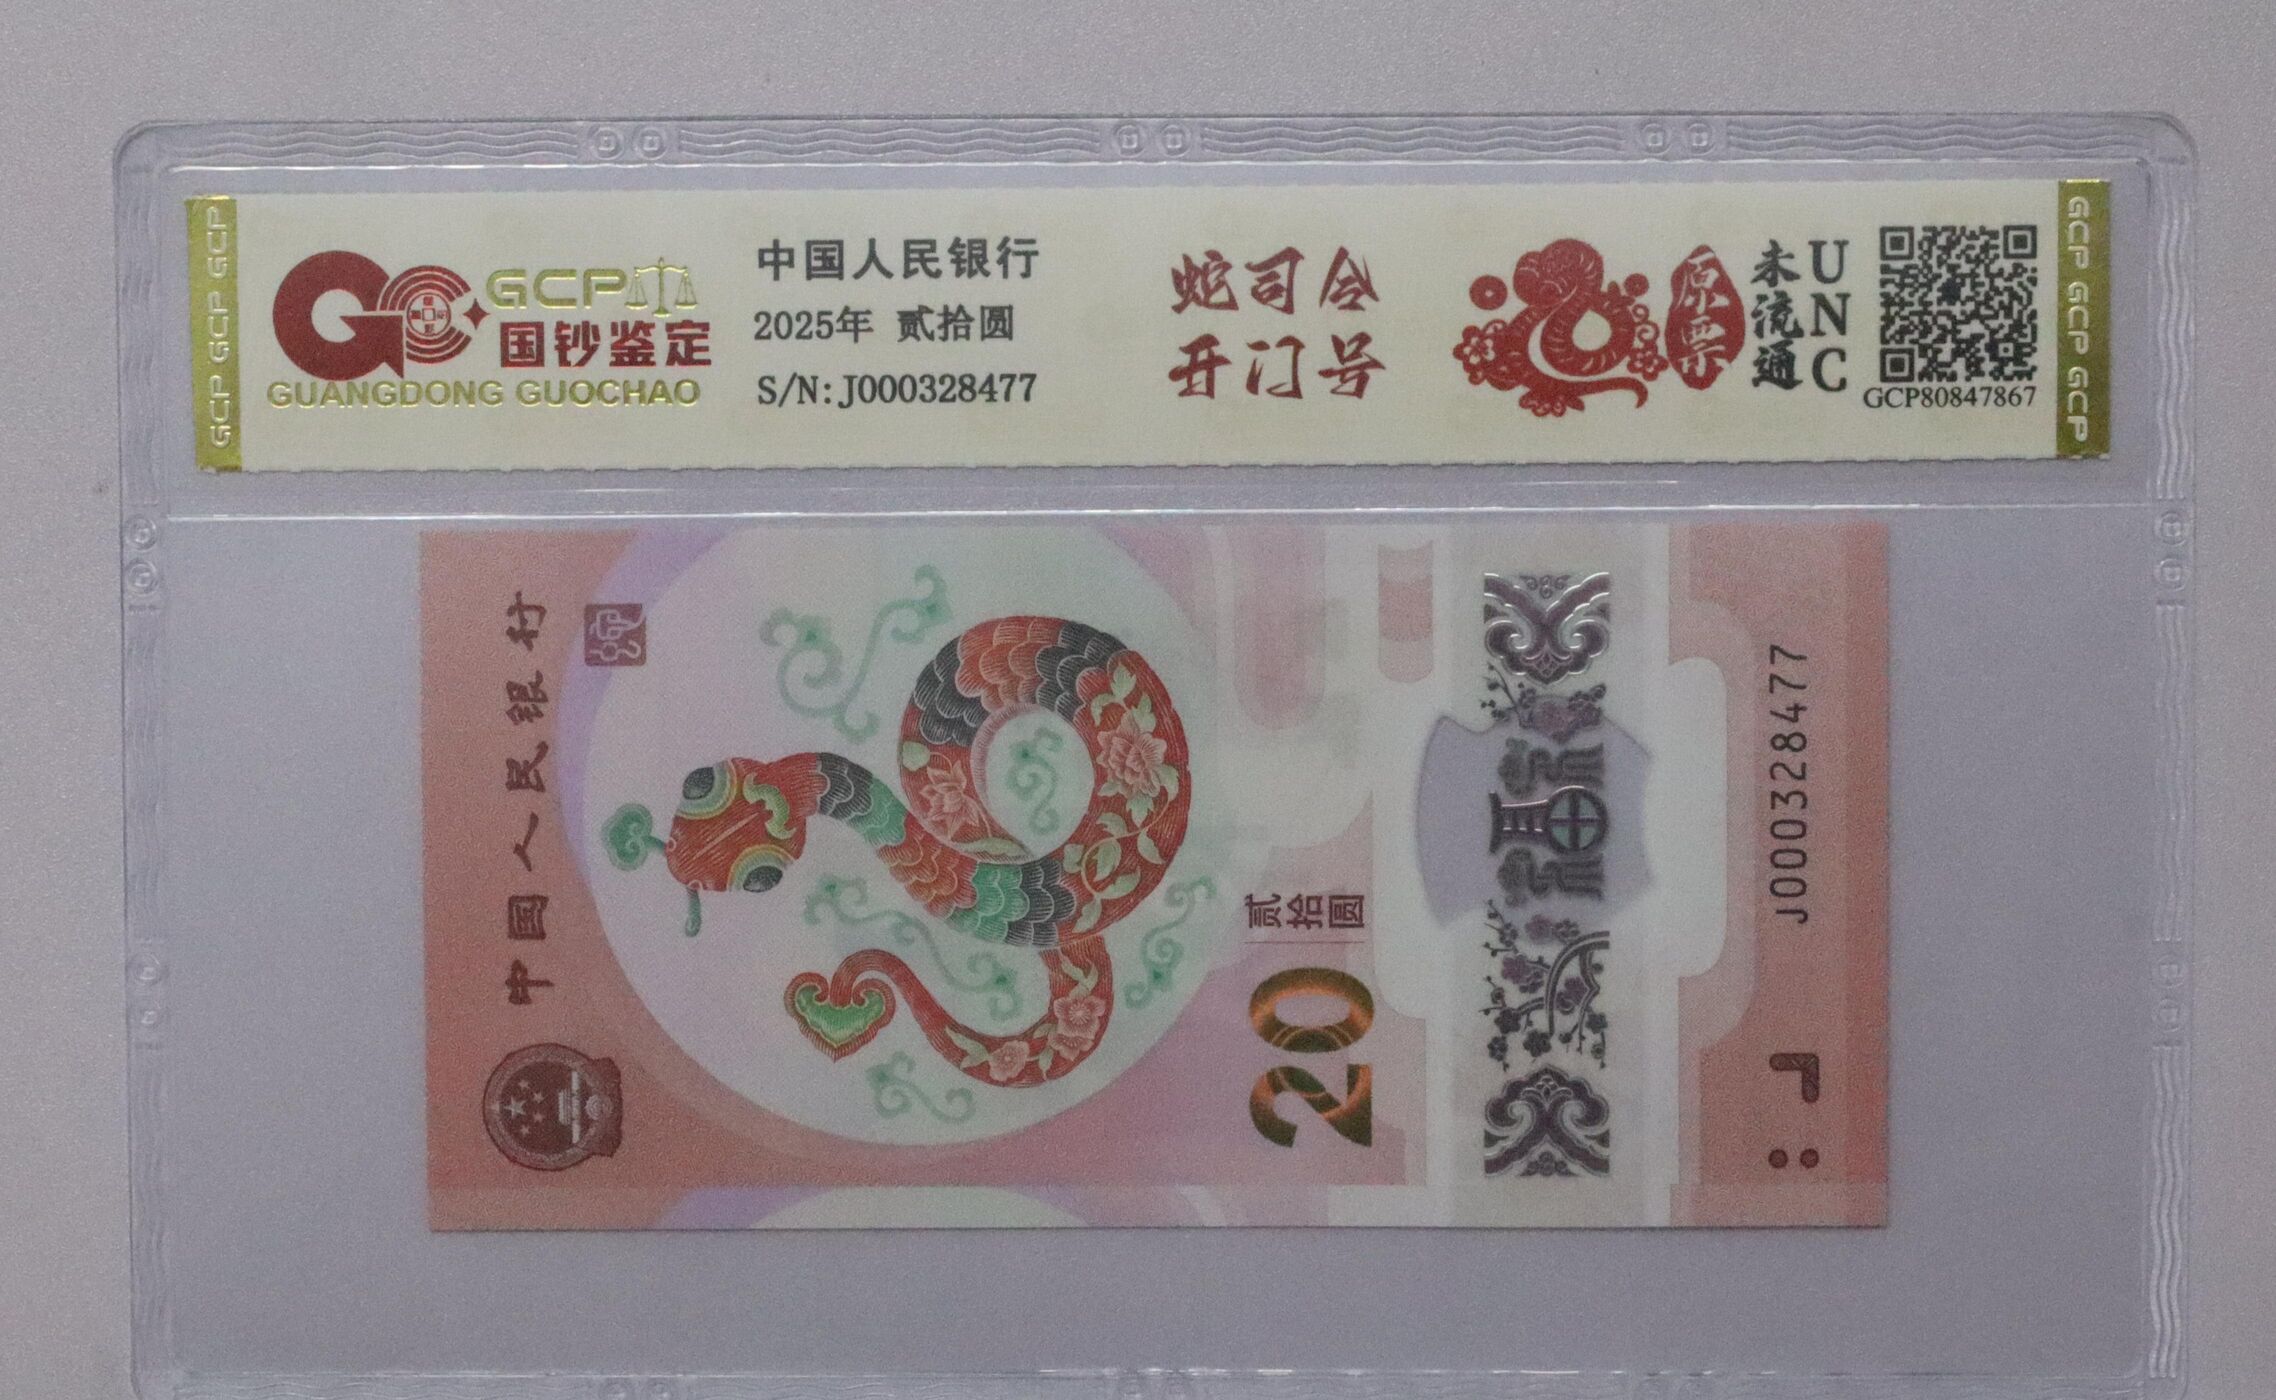 GCP GCP GCP
GCP
国钞鉴定
GUANGDONG GUOCHAO
中国人民银行
2025年 贰拾圆
S/N:J000328477
蛇司令
开门号
原票
未流通
UNC
GCP80847867
GCP GCP GCP
中国人民银行
贰拾圆
20
福
J000328477